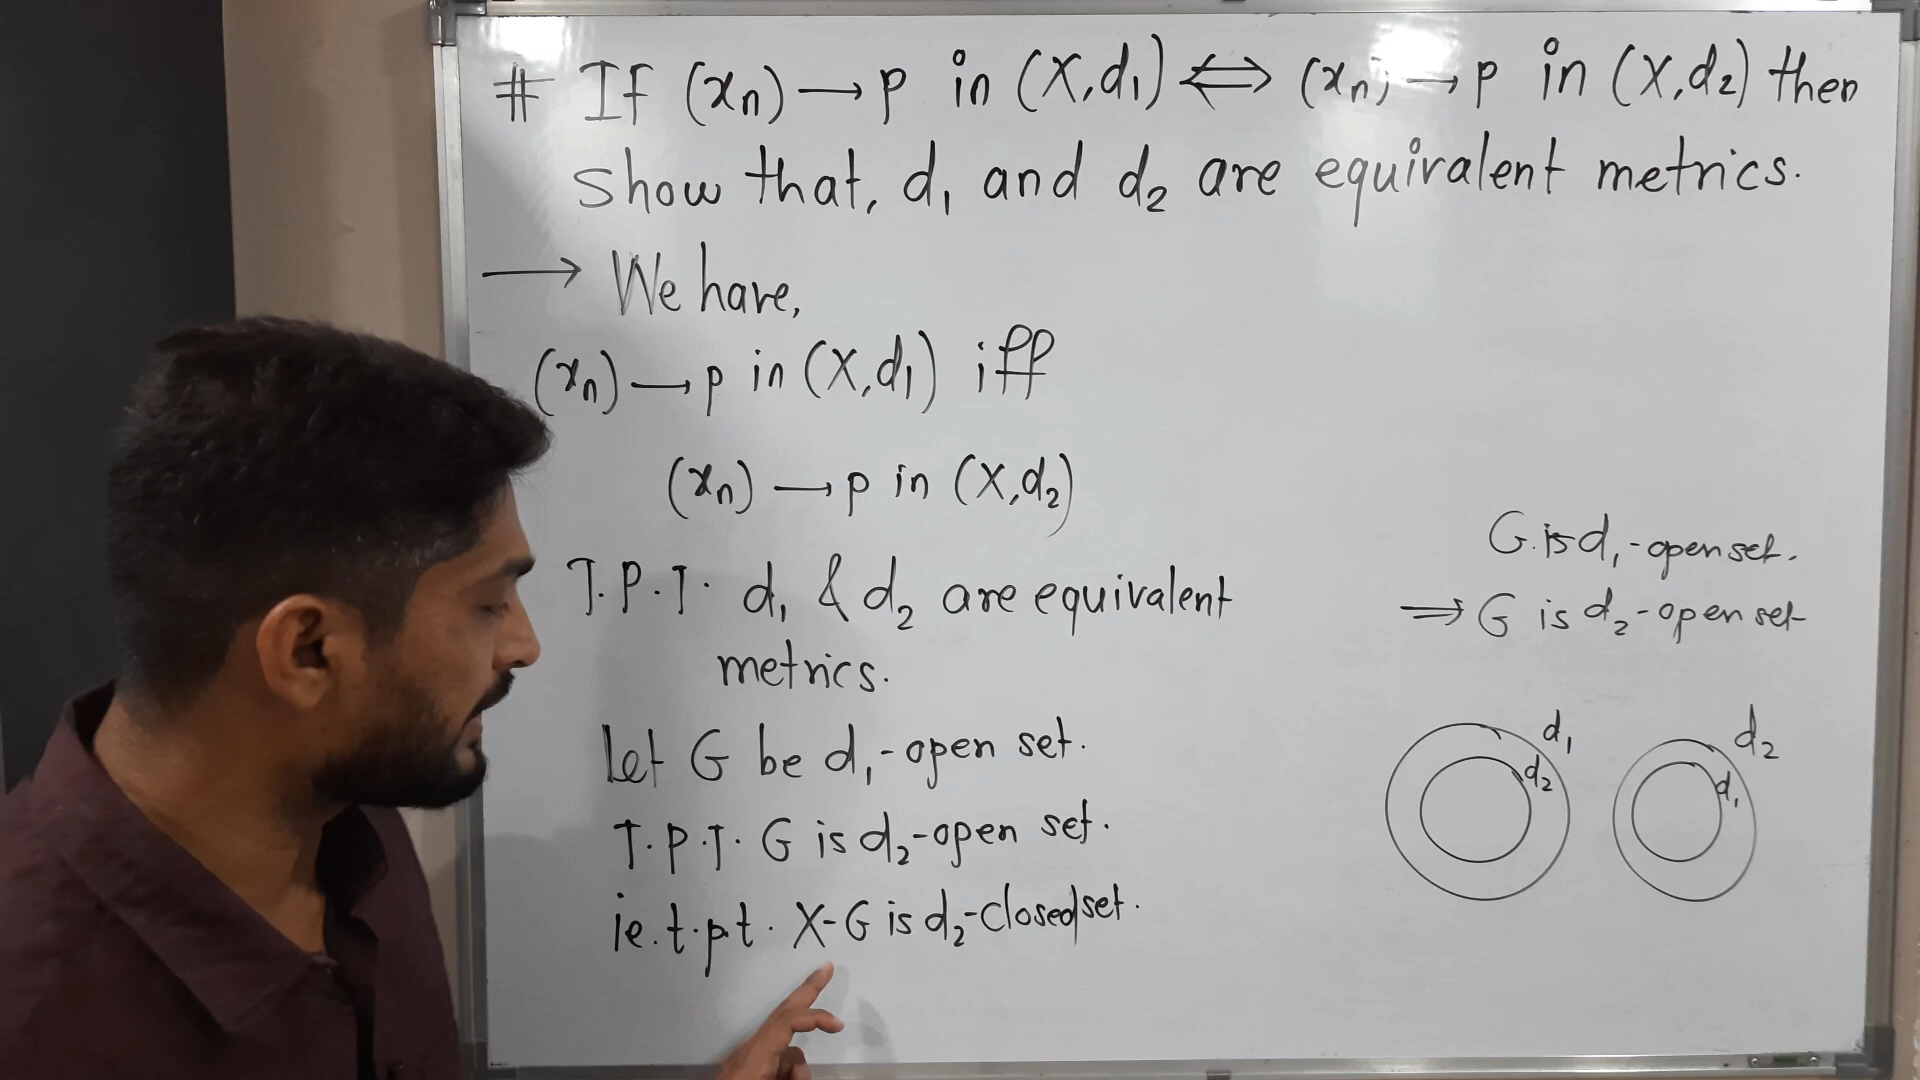 # If (xn) → p in (X,d1) ⇔ (xn) → p in (X,d2) then
show that, d1 and d2 are equivalent metrics.
→ We have,
(xn) → p in (X,d1) iff
(xn) → p in (X,d2)
T.P.T. d1 & d2 are equivalent
metrics.
Let G be d1-open set.
T.P.T. G is d2-open set.
ie. t.p.t. X-G is d2-closed set.
G is d1-open set.
⇒ G is d2-open set
d1
d2
d2
d1